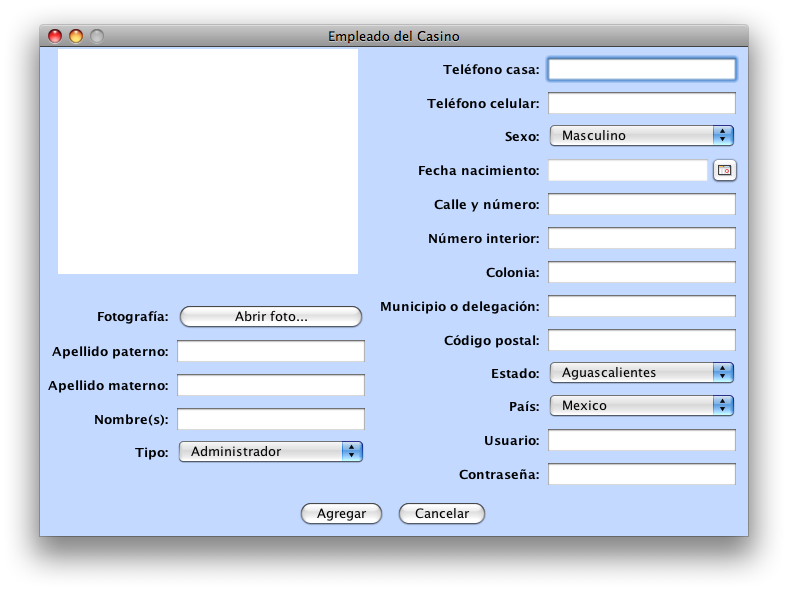 Empleado del Casino
Fotografía: Abrir foto...
Apellido paterno:
Apellido materno:
Nombre(s):
Tipo: Administrador
Teléfono casa:
Teléfono celular:
Sexo: Masculino
Fecha nacimiento:
Calle y número:
Número interior:
Colonia:
Municipio o delegación:
Código postal:
Estado: Aguascalientes
País: Mexico
Usuario:
Contraseña:
Agregar Cancelar